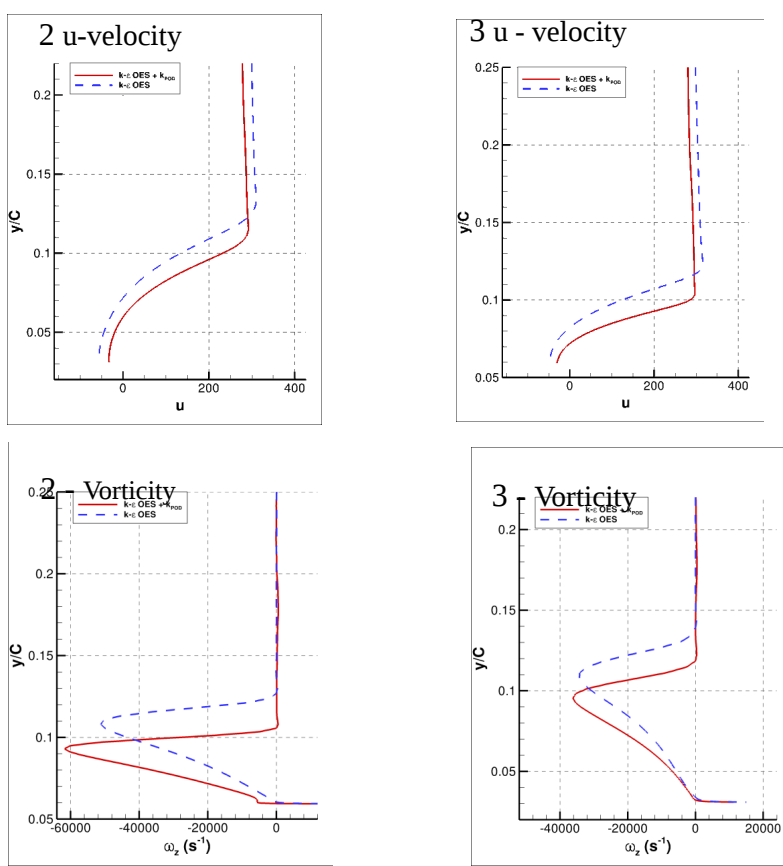 2 u-velocity
k-ε OES + k_POD
k-ε OES
0.2
0.15
0.1
0.05
y/C
0 200 400
u
3 u - velocity
0.25
k-ε OES + k_POD
k-ε OES
0.2
0.15
0.1
0.05
y/C
0 200 400
u
2 - Vorticity
0.25
k-ε OES + k_POD
k-ε OES
0.2
0.15
0.1
0.05
y/C
-60000 -40000 -20000 0
ω_z (s⁻¹)
3 - Vorticity
k-ε OES + k_POD
k-ε OES
0.2
0.15
0.1
0.05
y/C
-40000 -20000 0 20000
ω_z (s⁻¹)